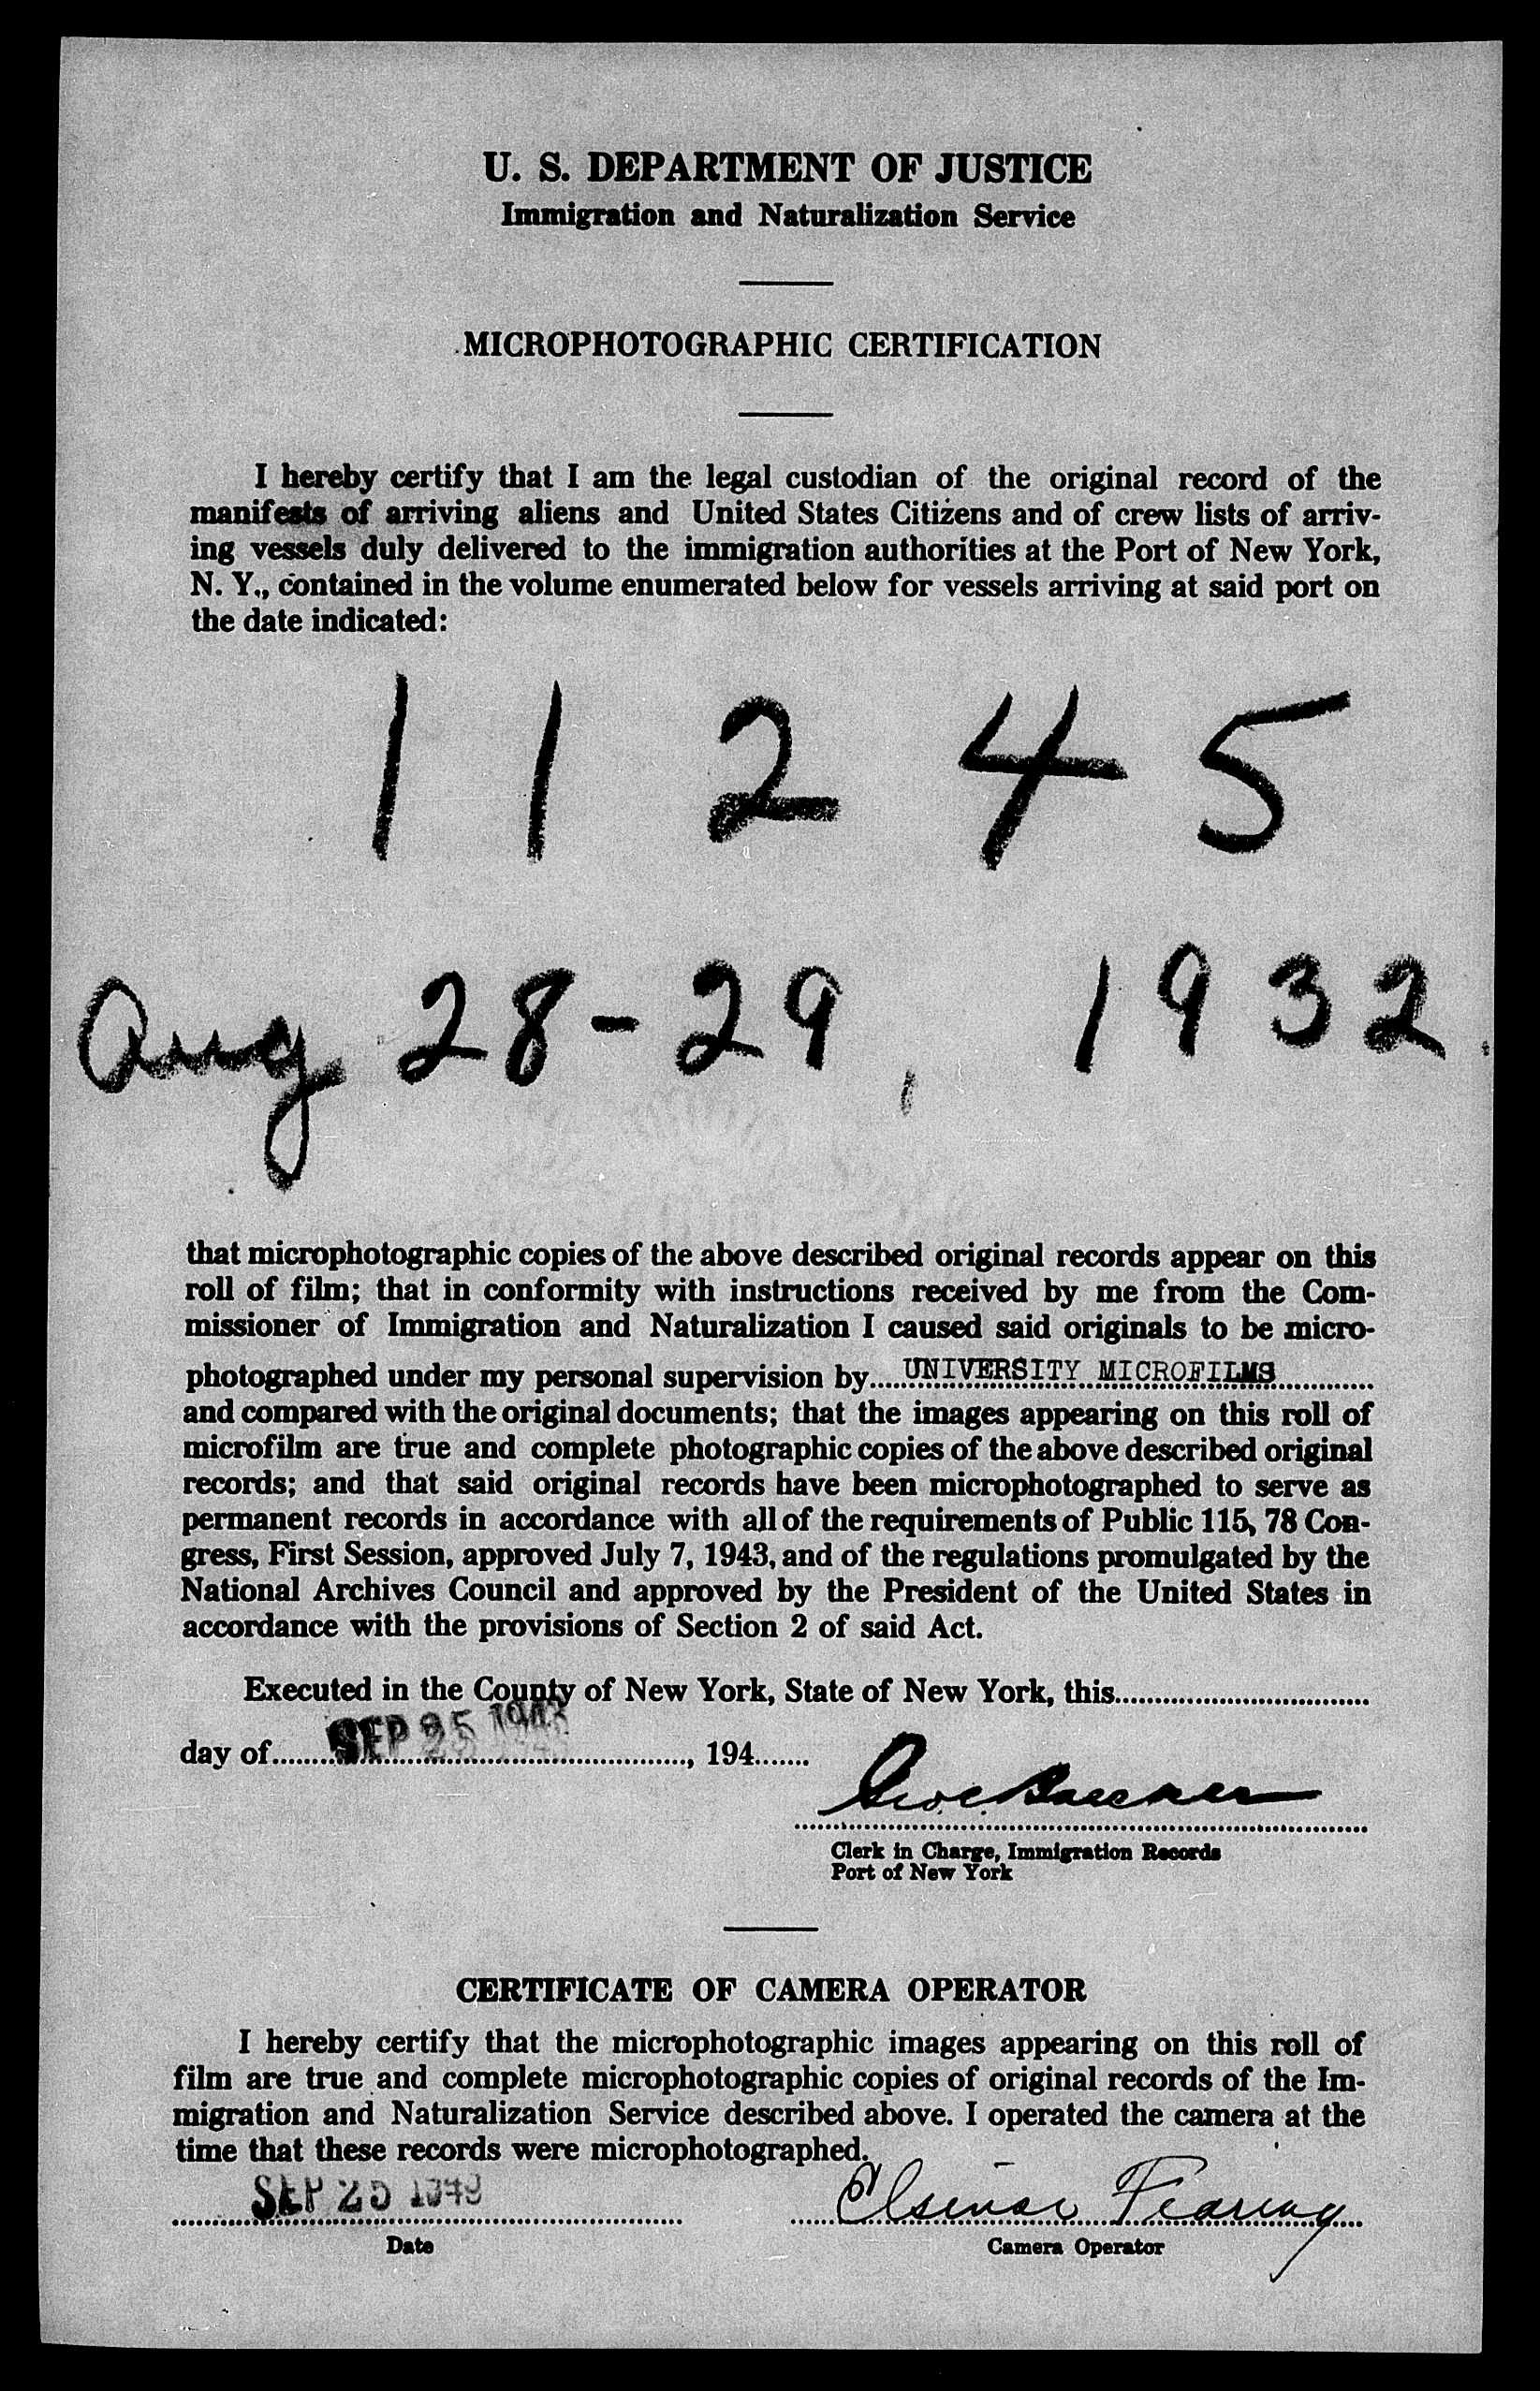 U. S. DEPARTMENT OF JUSTICE
Immigration and Naturalization Service
MICROPHOTOGRAPHIC CERTIFICATION
I hereby certify that I am the legal custodian of the original record of the
manifests of arriving aliens and United States Citizens and of crew lists of arriv-
ing vessels duly delivered to the immigration authorities at the Port of New York,
N. Y., contained in the volume enumerated below for vessels arriving at said port on
the date indicated:
11245
Aug 28-29, 1932
that microphotographic copies of the above described original records appear on this
roll of film; that in conformity with instructions received by me from the Com-
missioner of Immigration and Naturalization I caused said originals to be micro-
photographed under my personal supervision by UNIVERSITY MICROFILMS
and compared with the original documents; that the images appearing on this roll of
microfilm are true and complete photographic copies of the above described original
records; and that said original records have been microphotographed to serve as
permanent records in accordance with all of the requirements of Public 115, 78 Con-
gress, First Session, approved July 7, 1943, and of the regulations promulgated by the
National Archives Council and approved by the President of the United States in
accordance with the provisions of Section 2 of said Act.
Executed in the County of New York, State of New York, this
day of SEP 25 1943, 194
Clerk in Charge, Immigration Records
Port of New York
CERTIFICATE OF CAMERA OPERATOR
I hereby certify that the microphotographic images appearing on this roll of
film are true and complete microphotographic copies of original records of the Im-
migration and Naturalization Service described above. I operated the camera at the
time that these records were microphotographed.
SEP 25 1943 Fearing
Date Camera Operator